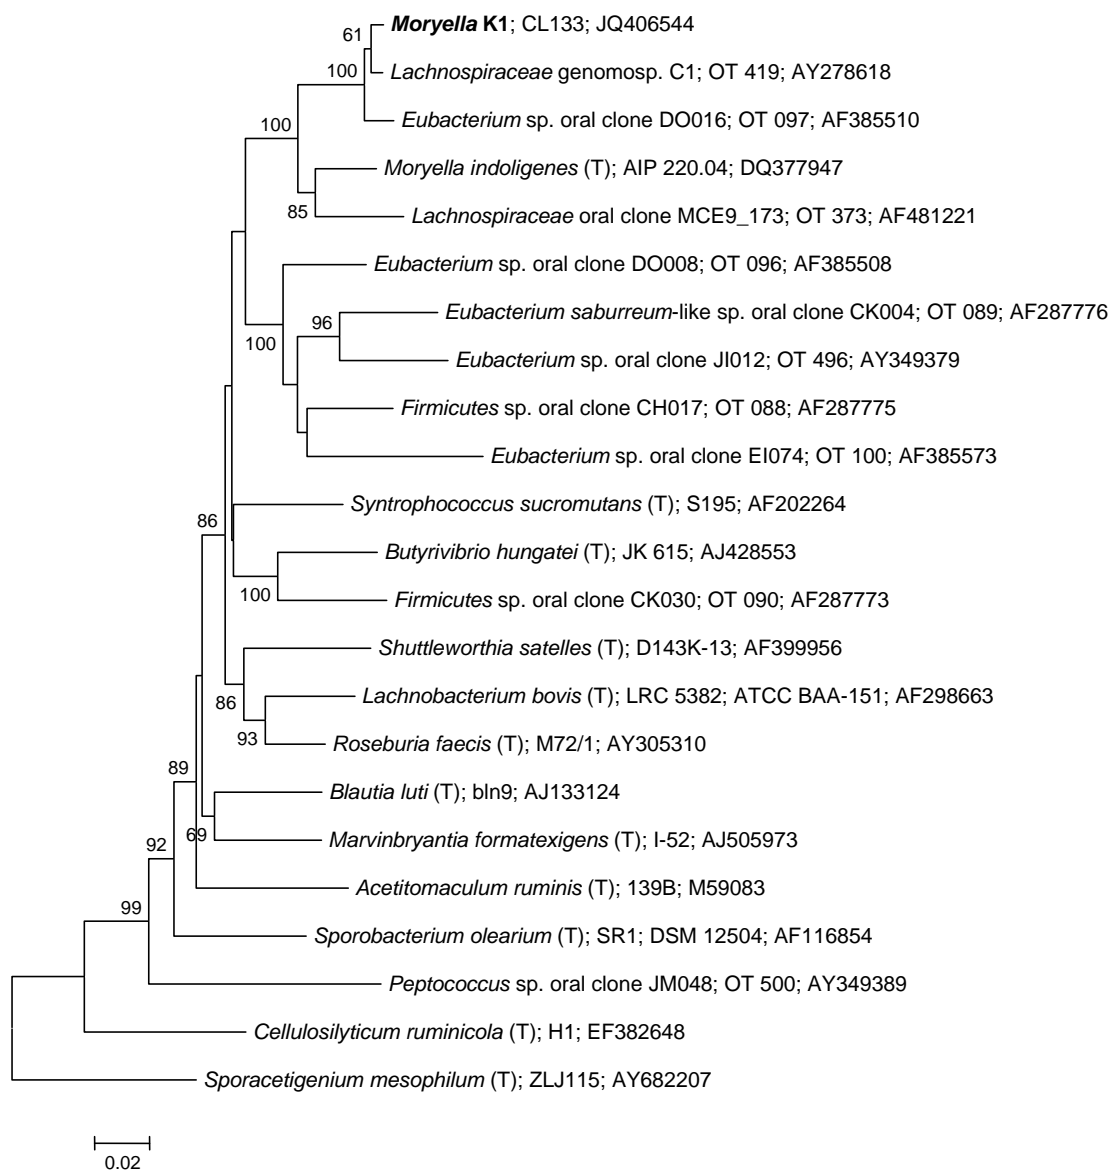 Moryella K1; CL133; JQ406544
61
Lachnospiraceae genomosp. C1; OT 419; AY278618
100
Eubacterium sp. oral clone DO016; OT 097; AF385510
100
Moryella indoligenes (T); AIP 220.04; DQ377947
85
Lachnospiraceae oral clone MCE9_173; OT 373; AF481221
Eubacterium sp. oral clone DO008; OT 096; AF385508
Eubacterium saburreum-like sp. oral clone CK004; OT 089; AF287776
96
100
Eubacterium sp. oral clone JI012; OT 496; AY349379
Firmicutes sp. oral clone CH017; OT 088; AF287775
Eubacterium sp. oral clone EI074; OT 100; AF385573
Syntrophococcus sucromutans (T); S195; AF202264
86
Butyrivibrio hungatei (T); JK 615; AJ428553
100
Firmicutes sp. oral clone CK030; OT 090; AF287773
Shuttleworthia satelles (T); D143K-13; AF399956
86
Lachnobacterium bovis (T); LRC 5382; ATCC BAA-151; AF298663
93
Roseburia faecis (T); M72/1; AY305310
89
Blautia luti (T); bln9; AJ133124
69
Marvinbryantia formatexigens (T); I-52; AJ505973
92
Acetitomaculum ruminis (T); 139B; M59083
99
Sporobacterium olearium (T); SR1; DSM 12504; AF116854
Peptococcus sp. oral clone JM048; OT 500; AY349389
Cellulosilyticum ruminicola (T); H1; EF382648
Sporacetigenium mesophilum (T); ZLJ115; AY682207
0.02